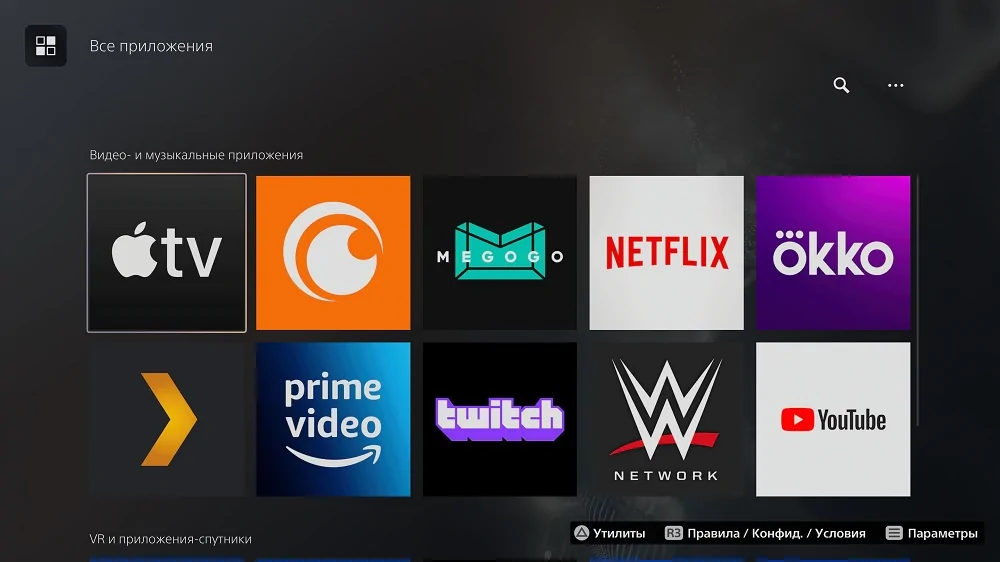 Все приложения
Видео- и музыкальные приложения
tv
MEGOGO
NETFLIX
ökko
prime
video
twitch
W
NETWORK
YouTube
VR и приложения-спутники
Утилиты
R3 Правила / Конфид. / Условия
Параметры